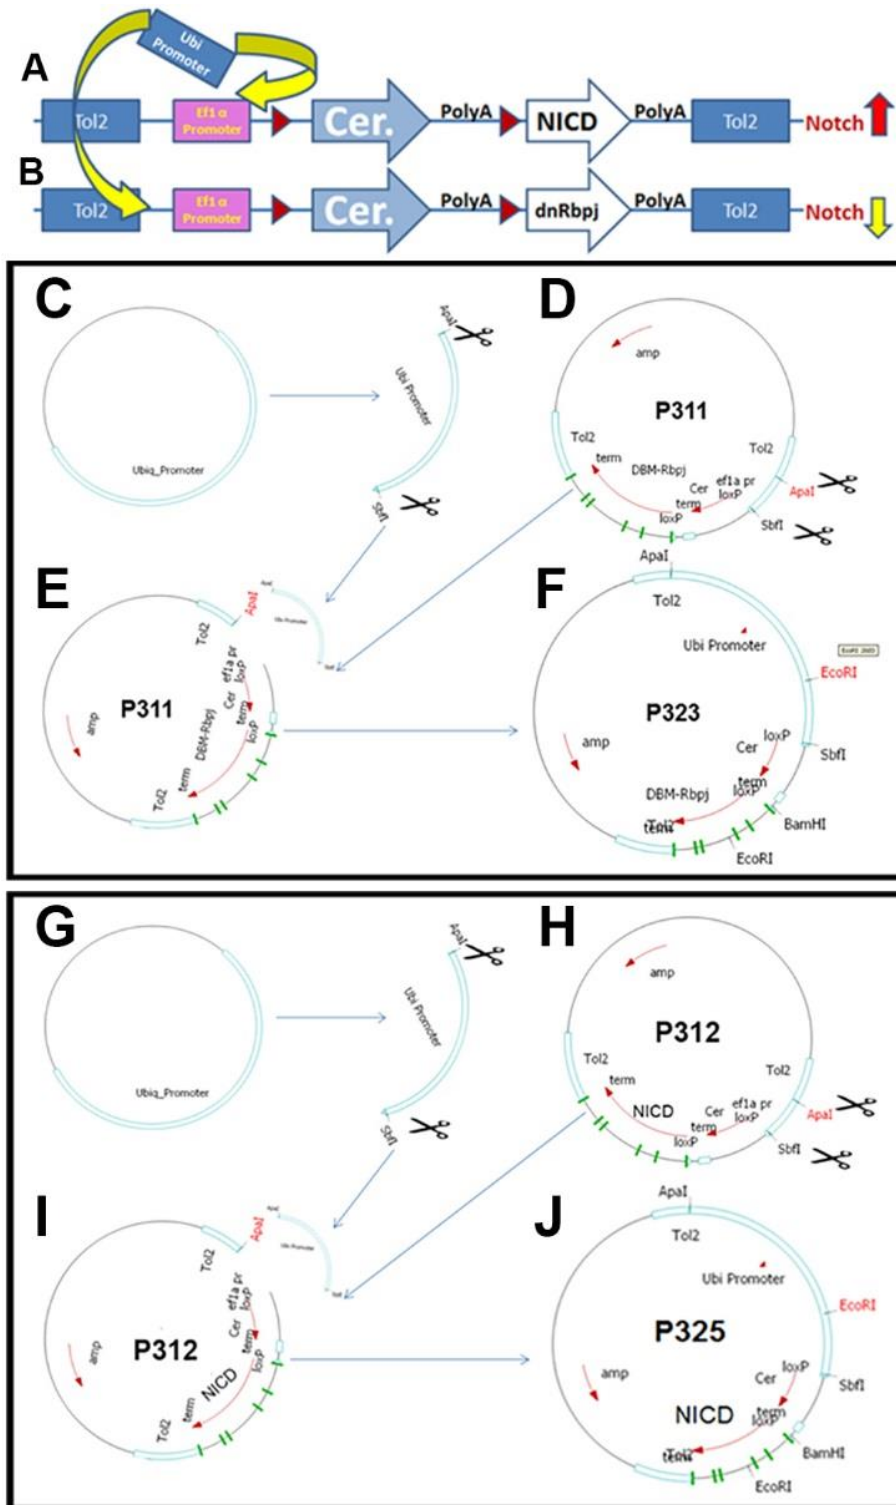 A
Ubi
Promoter
Tol2
Ef1 α
Promoter
Cer.
PolyA
NICD
PolyA
Tol2
Notch
B
Tol2
Ef1 α
Promoter
Cer.
PolyA
dnRbpj
PolyA
Tol2
Notch
C
Ubiq_Promoter
ApaI
Ubi Promoter
SbfI
D
amp
P311
Tol2
term
DBM-Rbpj
Tol2
Cer
ef1a pr
loxP
term
loxP
ApaI
SbfI
E
Tol2
ApaI
ApaI
Ubi Promoter
ef1a pr
loxP
Cer
P311
amp
DBM-Rbpj
term
loxP
term
Tol2
F
ApaI
Tol2
Ubi Promoter
EcoRI
P323
amp
loxP
Cer
SbfI
term
loxP
DBM-Rbpj
Tol2
term
BamHI
EcoRI
G
Ubiq_Promoter
ApaI
Ubi Promoter
SbfI
H
amp
P312
Tol2
term
NICD
Tol2
Cer
ef1a pr
loxP
term
loxP
ApaI
SbfI
I
Tol2
ApaI
ApaI
Ubi Promoter
ef1a pr
loxP
Cer
P312
amp
NICD
term
loxP
term
Tol2
J
ApaI
Tol2
Ubi Promoter
EcoRI
P325
amp
loxP
Cer
SbfI
NICD
term
loxP
Tol2
term
BamHI
EcoRI